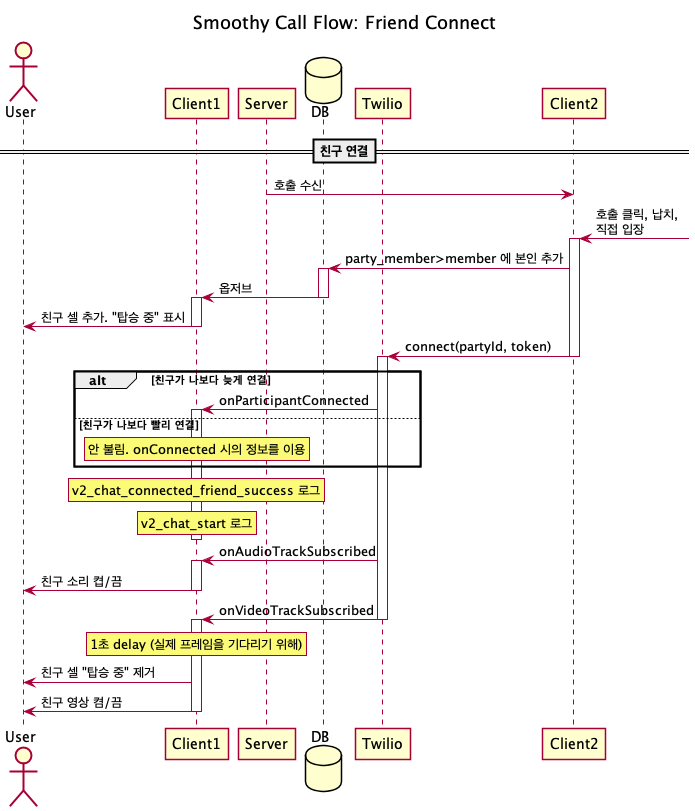 Smoothy Call Flow: Friend Connect
User
Client1
Server
DB
Twilio
Client2
친구 연결
호출 수신
호출 클릭, 납치,
직접 입장
party_member>member 에 본인 추가
옵저브
친구 셀 추가. "탑승 중" 표시
connect(partyId, token)
alt
[친구가 나보다 늦게 연결]
onParticipantConnected
[친구가 나보다 빨리 연결]
안 불림. onConnected 시의 정보를 이용
v2_chat_connected_friend_success 로그
v2_chat_start 로그
onAudioTrackSubscribed
친구 소리 켭/끔
onVideoTrackSubscribed
1초 delay (실제 프레임을 기다리기 위해)
친구 셀 "탑승 중" 제거
친구 영상 켬/끔
User
Client1
Server
DB
Twilio
Client2